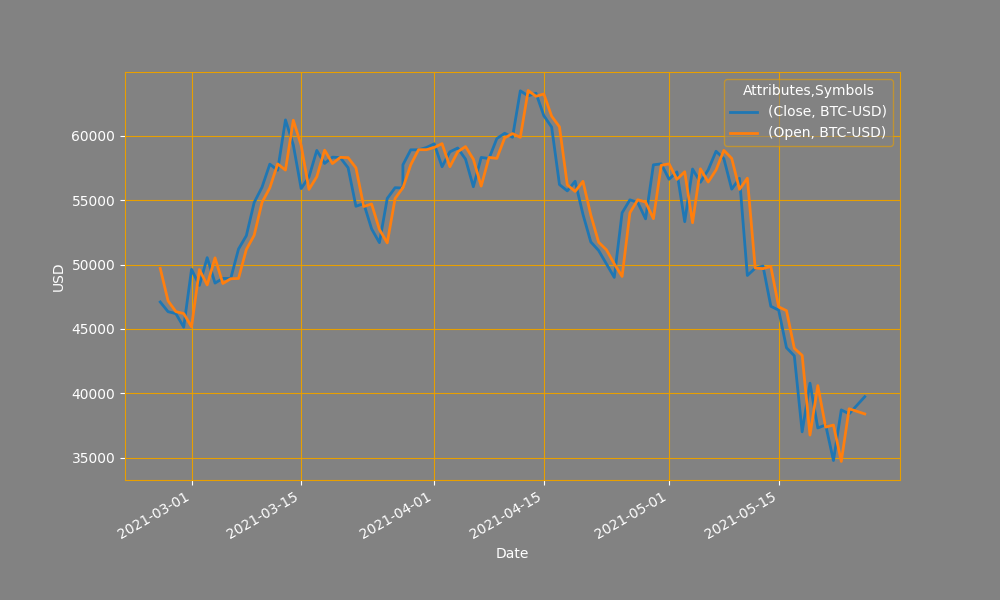 Attributes,Symbols
(Close, BTC-USD)
(Open, BTC-USD)
60000
55000
50000
45000
40000
35000
USD
2021-03-01
2021-03-15
2021-04-01
2021-04-15
2021-05-01
2021-05-15
Date